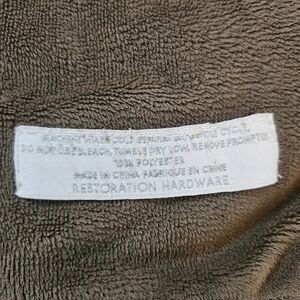 MACHINE WASH COLD SEPARATELY GENTLE CYCLE,
DO NOT USE BLEACH, TUMBLE DRY LOW, REMOVE PROMPTLY
100% POLYESTER
MADE IN CHINA FABRIQUE EN CHINE
RESTORATION HARDWARE